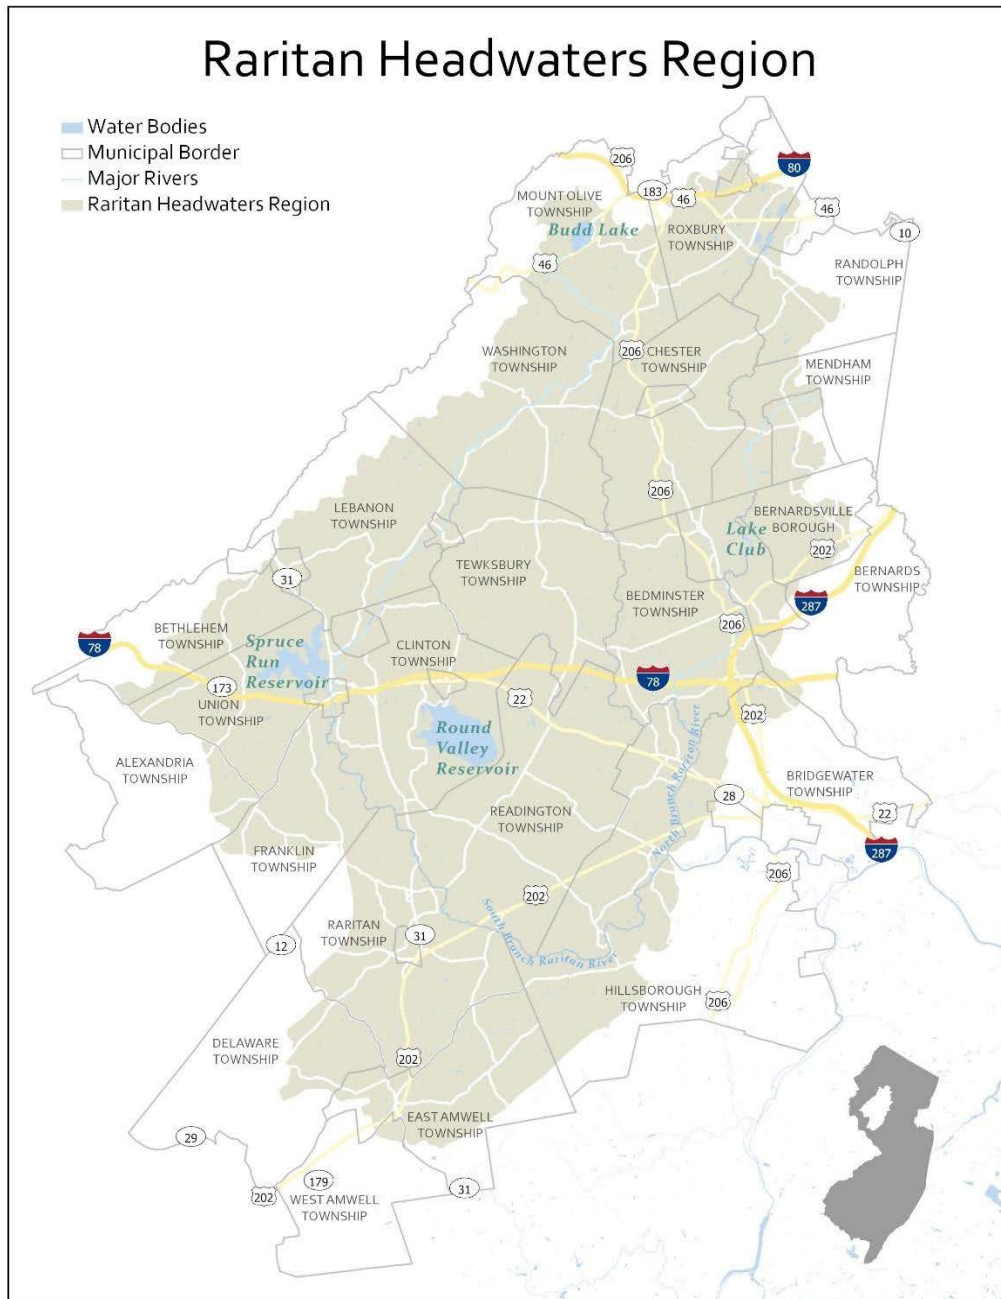 Raritan Headwaters Region
Water Bodies
Municipal Border
Major Rivers
Raritan Headwaters Region
206
80
183
46
MOUNT OLIVE
TOWNSHIP
Budd Lake
ROXBURY
TOWNSHIP
46
10
46
RANDOLPH
TOWNSHIP
WASHINGTON
TOWNSHIP
206
CHESTER
TOWNSHIP
MENDHAM
TOWNSHIP
206
LEBANON
TOWNSHIP
BERNARDSVILLE
BOROUGH
Lake
Club
202
31
TEWKSBURY
TOWNSHIP
BERNARDS
TOWNSHIP
BEDMINSTER
TOWNSHIP
287
206
78
BETHLEHEM
TOWNSHIP
Spruce
Run
Reservoir
CLINTON
TOWNSHIP
78
173
UNION
TOWNSHIP
22
202
Round
Valley
Reservoir
ALEXANDRIA
TOWNSHIP
BRIDGEWATER
TOWNSHIP
28
22
READINGTON
TOWNSHIP
North Branch Raritan River
287
FRANKLIN
TOWNSHIP
206
202
South Branch Raritan River
RARITAN
TOWNSHIP
31
12
HILLSBOROUGH
TOWNSHIP
206
DELAWARE
TOWNSHIP
202
EAST AMWELL
TOWNSHIP
29
179
31
202
WEST AMWELL
TOWNSHIP